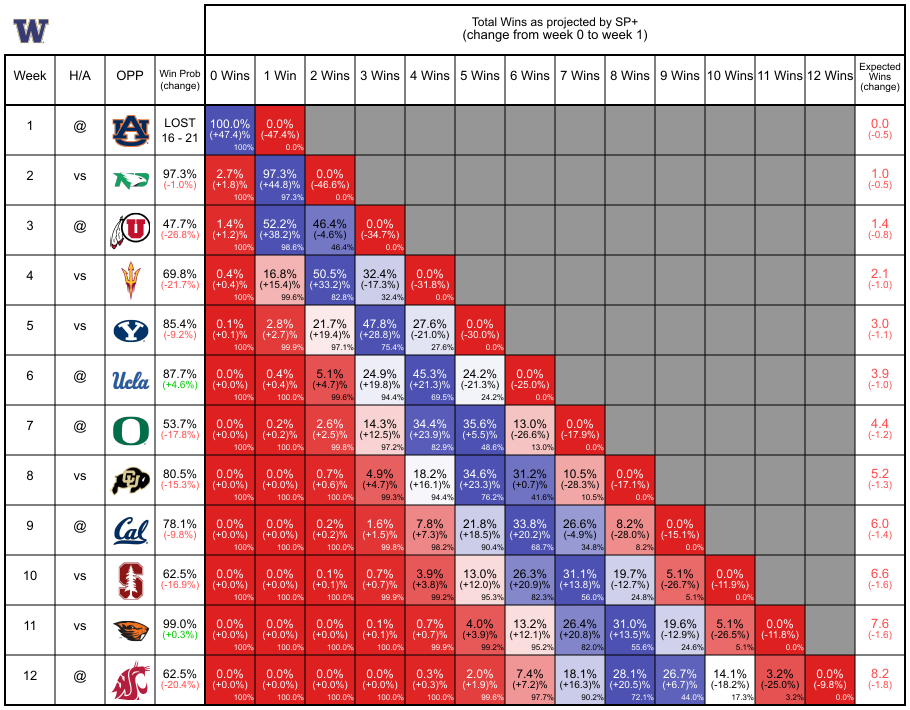 W
Total Wins as projected by SP+
(change from week 0 to week 1)
Week H/A OPP Win Prob (change) 0 Wins 1 Win 2 Wins 3 Wins 4 Wins 5 Wins 6 Wins 7 Wins 8 Wins 9 Wins 10 Wins 11 Wins 12 Wins Expected Wins (change)
1 @ AU LOST 16 - 21 100.0% (+47.4)% 100% 0.0% (-47.4)% 0.0% 0.0 (-0.5)
2 vs 97.3% (-1.0%) 2.7% (+1.8)% 100% 97.3% (+44.8)% 97.3% 0.0% (-46.6)% 0.0% 1.0 (-0.5)
3 @ U 47.7% (-26.8%) 1.4% (+1.2)% 100% 52.2% (+38.2)% 98.6% 46.4% (-4.6)% 46.4% 0.0% (-34.7)% 0.0% 1.4 (-0.8)
4 vs 69.8% (-21.7%) 0.4% (+0.4)% 100% 16.8% (+15.4)% 99.6% 50.5% (+33.2)% 82.8% 32.4% (-17.3)% 32.4% 0.0% (-31.8)% 0.0% 2.1 (-1.0)
5 vs Y 85.4% (-9.2%) 0.1% (+0.1)% 100% 2.8% (+2.7)% 99.9% 21.7% (+19.4)% 97.1% 47.8% (+28.8)% 75.4% 27.6% (-21.0)% 27.6% 0.0% (-30.0)% 0.0% 3.0 (-1.1)
6 @ Ucla 87.7% (+4.6%) 0.0% (+0.0)% 100% 0.4% (+0.4)% 100.0% 5.1% (+4.7)% 99.6% 24.9% (+19.8)% 94.4% 45.3% (+21.3)% 69.5% 24.2% (-21.3)% 24.2% 0.0% (-25.0)% 0.0% 3.9 (-1.0)
7 @ O 53.7% (-17.8%) 0.0% (+0.0)% 100% 0.2% (+0.2)% 100.0% 2.6% (+2.5)% 99.8% 14.3% (+12.5)% 97.2% 34.4% (+23.9)% 82.9% 35.6% (+5.5)% 48.6% 13.0% (-26.6)% 13.0% 0.0% (-17.9)% 0.0% 4.4 (-1.2)
8 vs CU 80.5% (-15.3%) 0.0% (+0.0)% 100% 0.0% (+0.0)% 100.0% 0.7% (+0.6)% 100.0% 4.9% (+4.7)% 99.3% 18.2% (+16.1)% 94.4% 34.6% (+23.3)% 76.2% 31.2% (+0.7)% 41.6% 10.5% (-28.3)% 10.5% 0.0% (-17.1)% 0.0% 5.2 (-1.3)
9 @ Cal 78.1% (-9.8%) 0.0% (+0.0)% 100% 0.0% (+0.0)% 100.0% 0.2% (+0.2)% 100.0% 1.6% (+1.5)% 99.8% 7.8% (+7.3)% 98.2% 21.8% (+18.5)% 90.4% 33.8% (+20.2)% 68.7% 26.6% (-4.9)% 34.8% 8.2% (-28.0)% 8.2% 0.0% (-15.1)% 0.0% 6.0 (-1.4)
10 vs S 62.5% (-16.9%) 0.0% (+0.0)% 100% 0.0% (+0.0)% 100.0% 0.1% (+0.1)% 100.0% 0.7% (+0.7)% 99.9% 3.9% (+3.8)% 99.2% 13.0% (+12.0)% 95.3% 26.3% (+20.9)% 82.3% 31.1% (+13.8)% 56.0% 19.7% (-12.7)% 24.8% 5.1% (-26.7)% 5.1% 0.0% (-11.9)% 0.0% 6.6 (-1.6)
11 vs 99.0% (+0.3%) 0.0% (+0.0)% 100% 0.0% (+0.0)% 100.0% 0.0% (+0.0)% 100.0% 0.1% (+0.1)% 100.0% 0.7% (+0.7)% 99.9% 4.0% (+3.9)% 99.2% 13.2% (+12.1)% 95.2% 26.4% (+20.8)% 82.0% 31.0% (+13.5)% 55.6% 19.6% (-12.9)% 24.6% 5.1% (-26.5)% 5.1% 0.0% (-11.8)% 0.0% 7.6 (-1.6)
12 @ 62.5% (-20.4%) 0.0% (+0.0)% 100% 0.0% (+0.0)% 100.0% 0.0% (+0.0)% 100.0% 0.0% (+0.0)% 100.0% 0.3% (+0.3)% 100.0% 2.0% (+1.9)% 99.6% 7.4% (+7.2)% 97.7% 18.1% (+16.3)% 90.2% 28.1% (+20.5)% 72.1% 26.7% (+6.7)% 44.0% 14.1% (-18.2)% 17.3% 3.2% (-25.0)% 3.2% 0.0% (-9.8)% 0.0% 8.2 (-1.8)